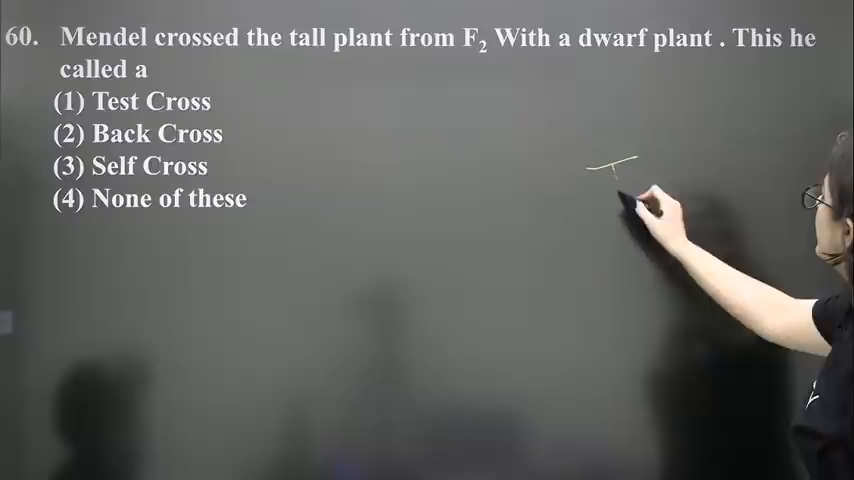 60. Mendel crossed the tall plant from F₂ With a dwarf plant . This he
called a
(1) Test Cross
(2) Back Cross
(3) Self Cross
(4) None of these
T